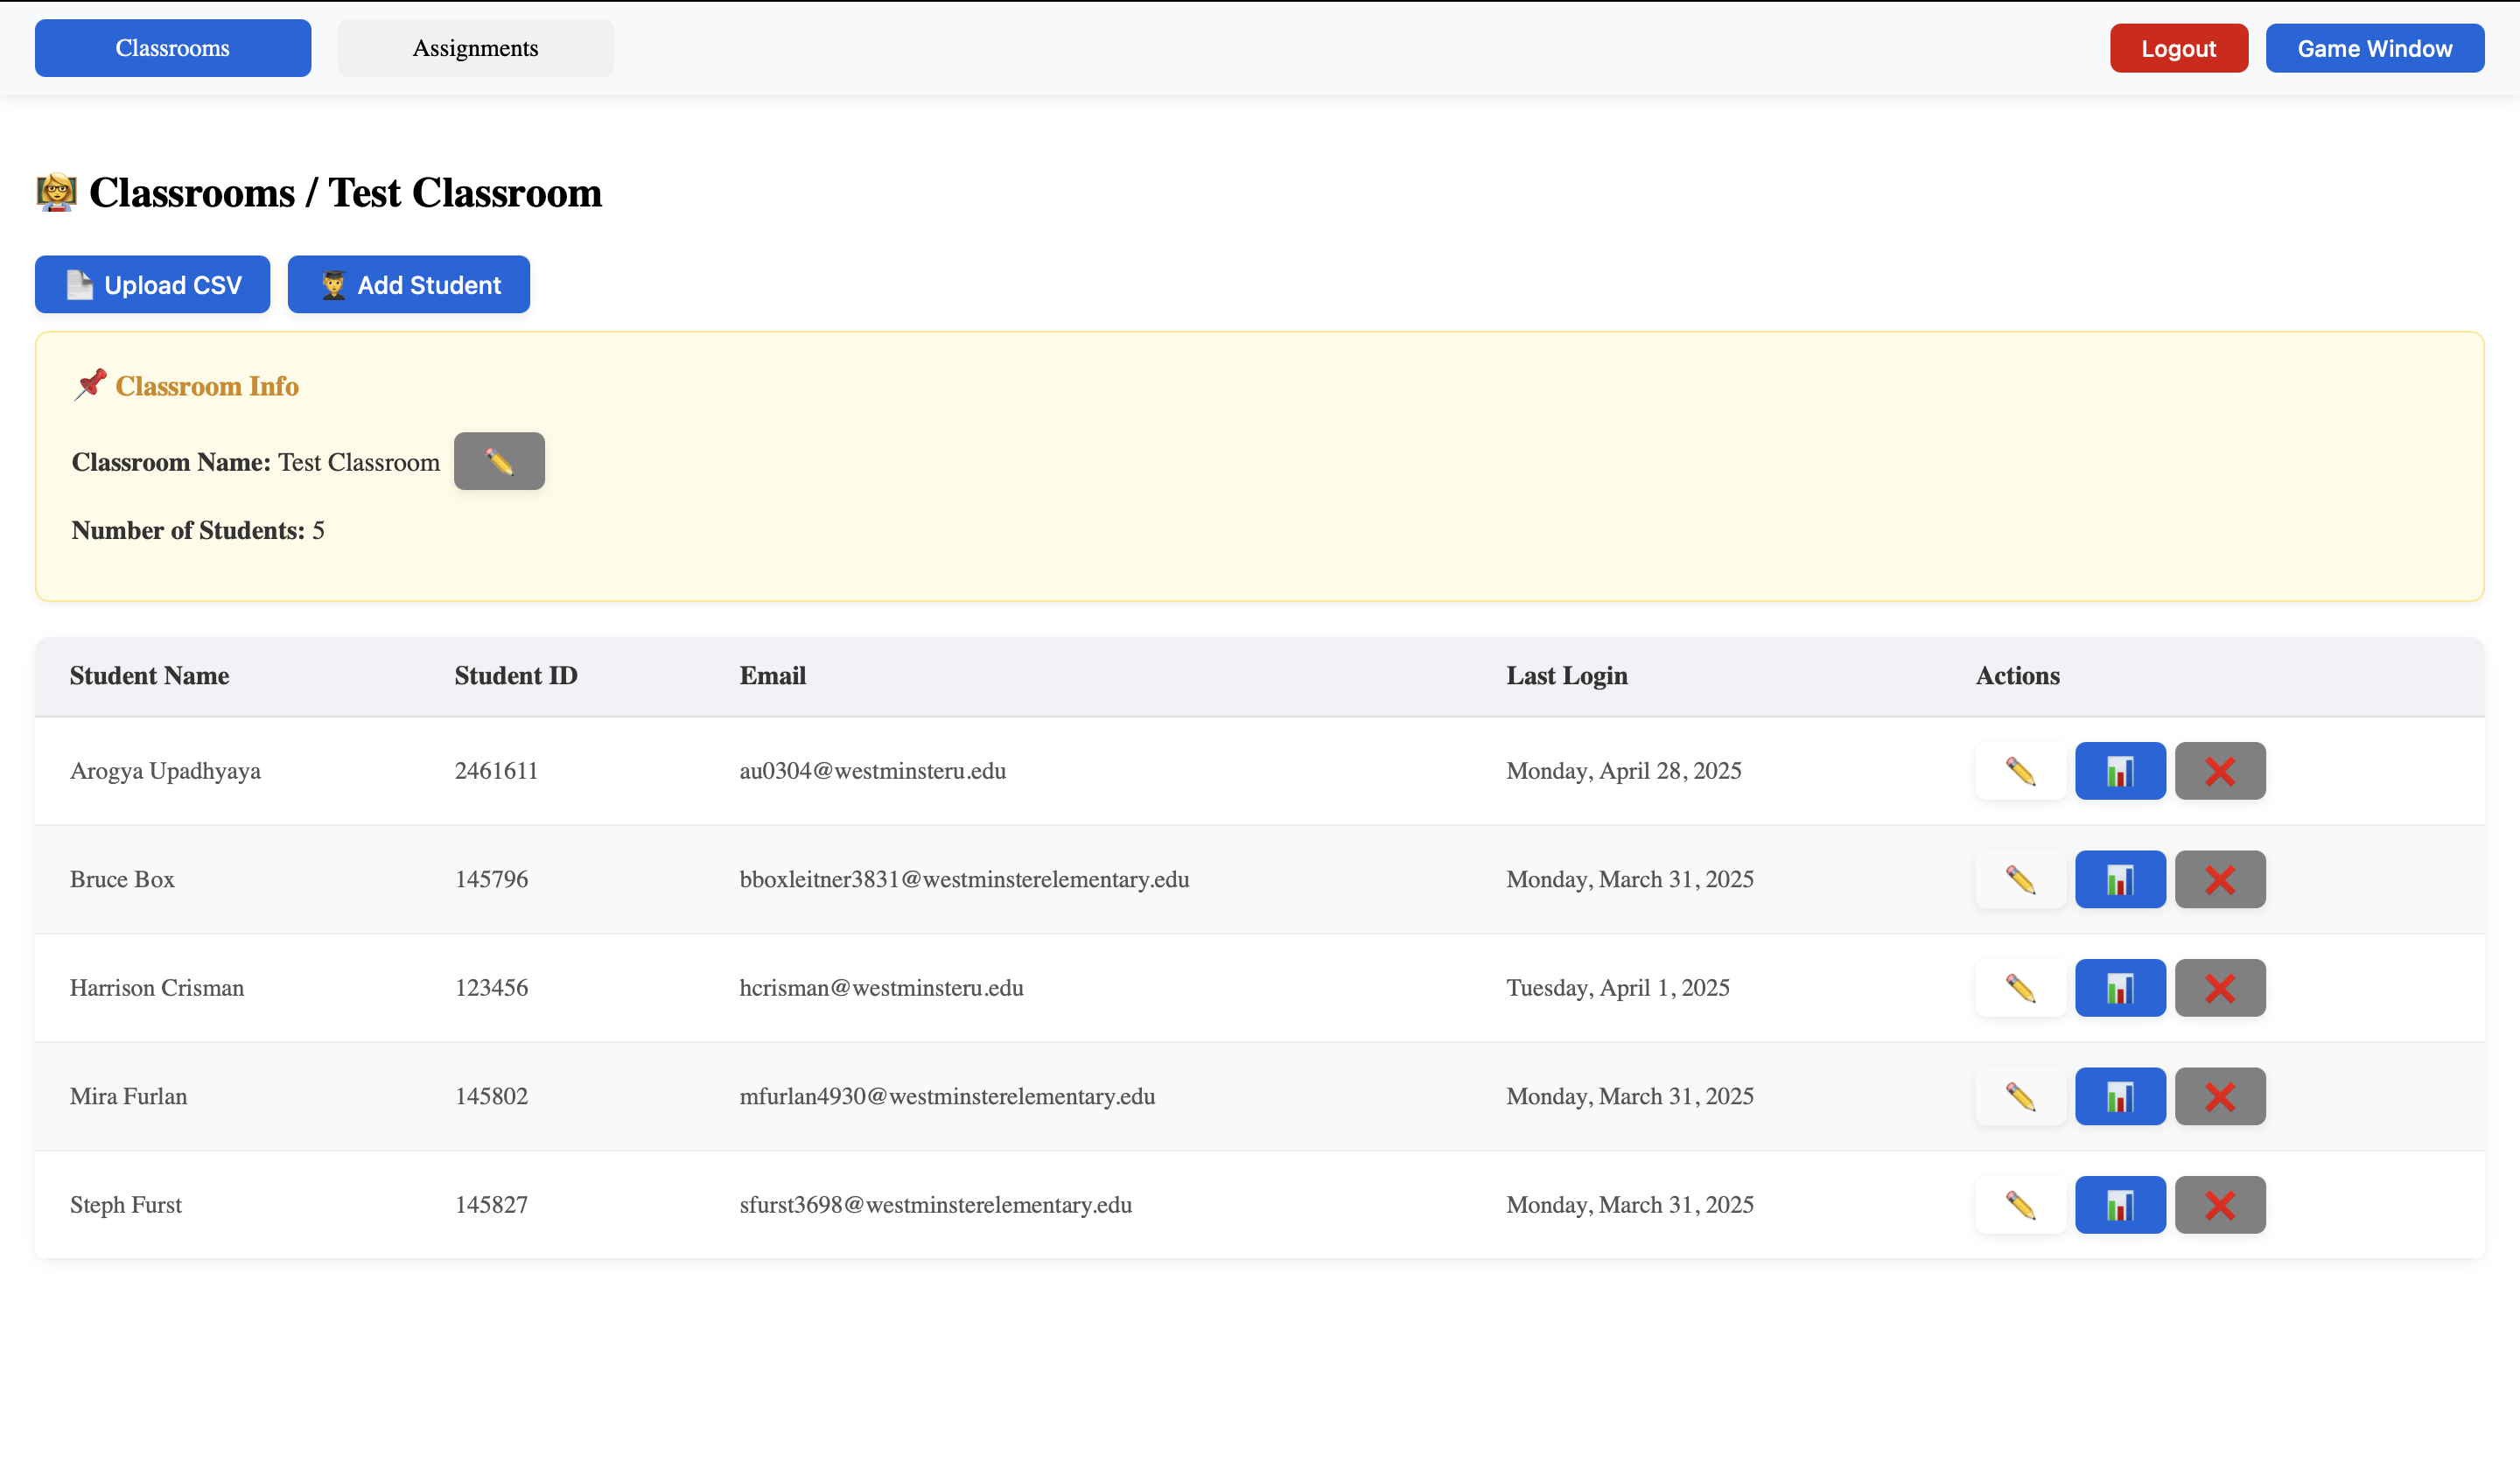 Classrooms Assignments Logout Game Window
Classrooms / Test Classroom
Upload CSV Add Student
Classroom Info
Classroom Name: Test Classroom
Number of Students: 5
Student Name Student ID Email Last Login Actions
Arogya Upadhyaya 2461611 au0304@westminsteru.edu Monday, April 28, 2025
Bruce Box 145796 bboxleitner3831@westminsterelementary.edu Monday, March 31, 2025
Harrison Crisman 123456 hcrisman@westminsteru.edu Tuesday, April 1, 2025
Mira Furlan 145802 mfurlan4930@westminsterelementary.edu Monday, March 31, 2025
Steph Furst 145827 sfurst3698@westminsterelementary.edu Monday, March 31, 2025